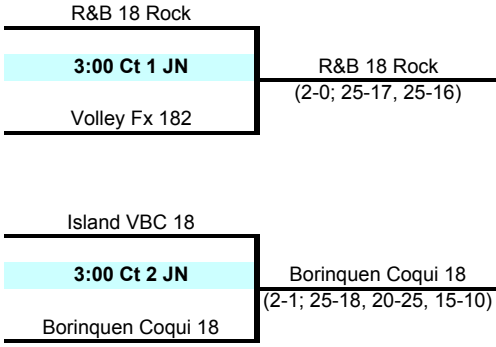 R&B 18 Rock
3:00 Ct 1 JN
R&B 18 Rock
(2-0; 25-17, 25-16)
Volley Fx 182
Island VBC 18
3:00 Ct 2 JN
Borinquen Coqui 18
(2-1; 25-18, 20-25, 15-10)
Borinquen Coqui 18